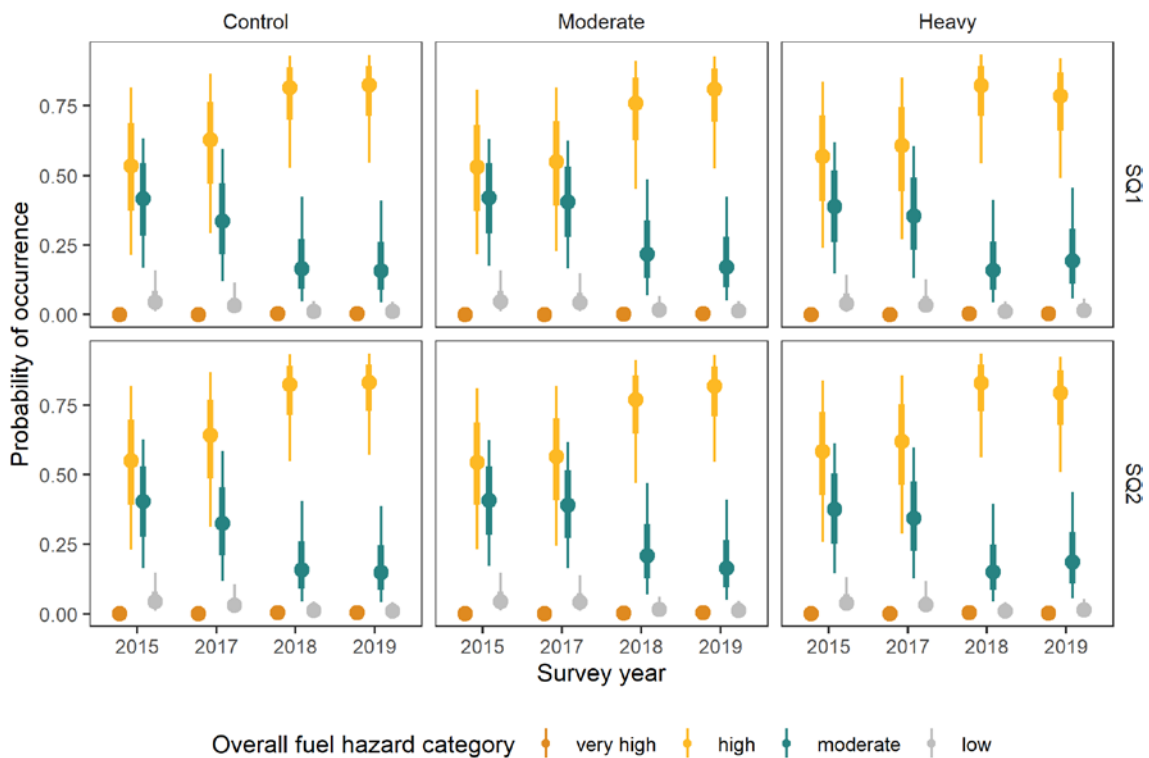 Control Moderate Heavy
Probability of occurrence
0.75
0.50
0.25
0.00
SQ1
0.75
0.50
0.25
0.00
SQ2
2015 2017 2018 2019 2015 2017 2018 2019 2015 2017 2018 2019
Survey year
Overall fuel hazard category very high high moderate low